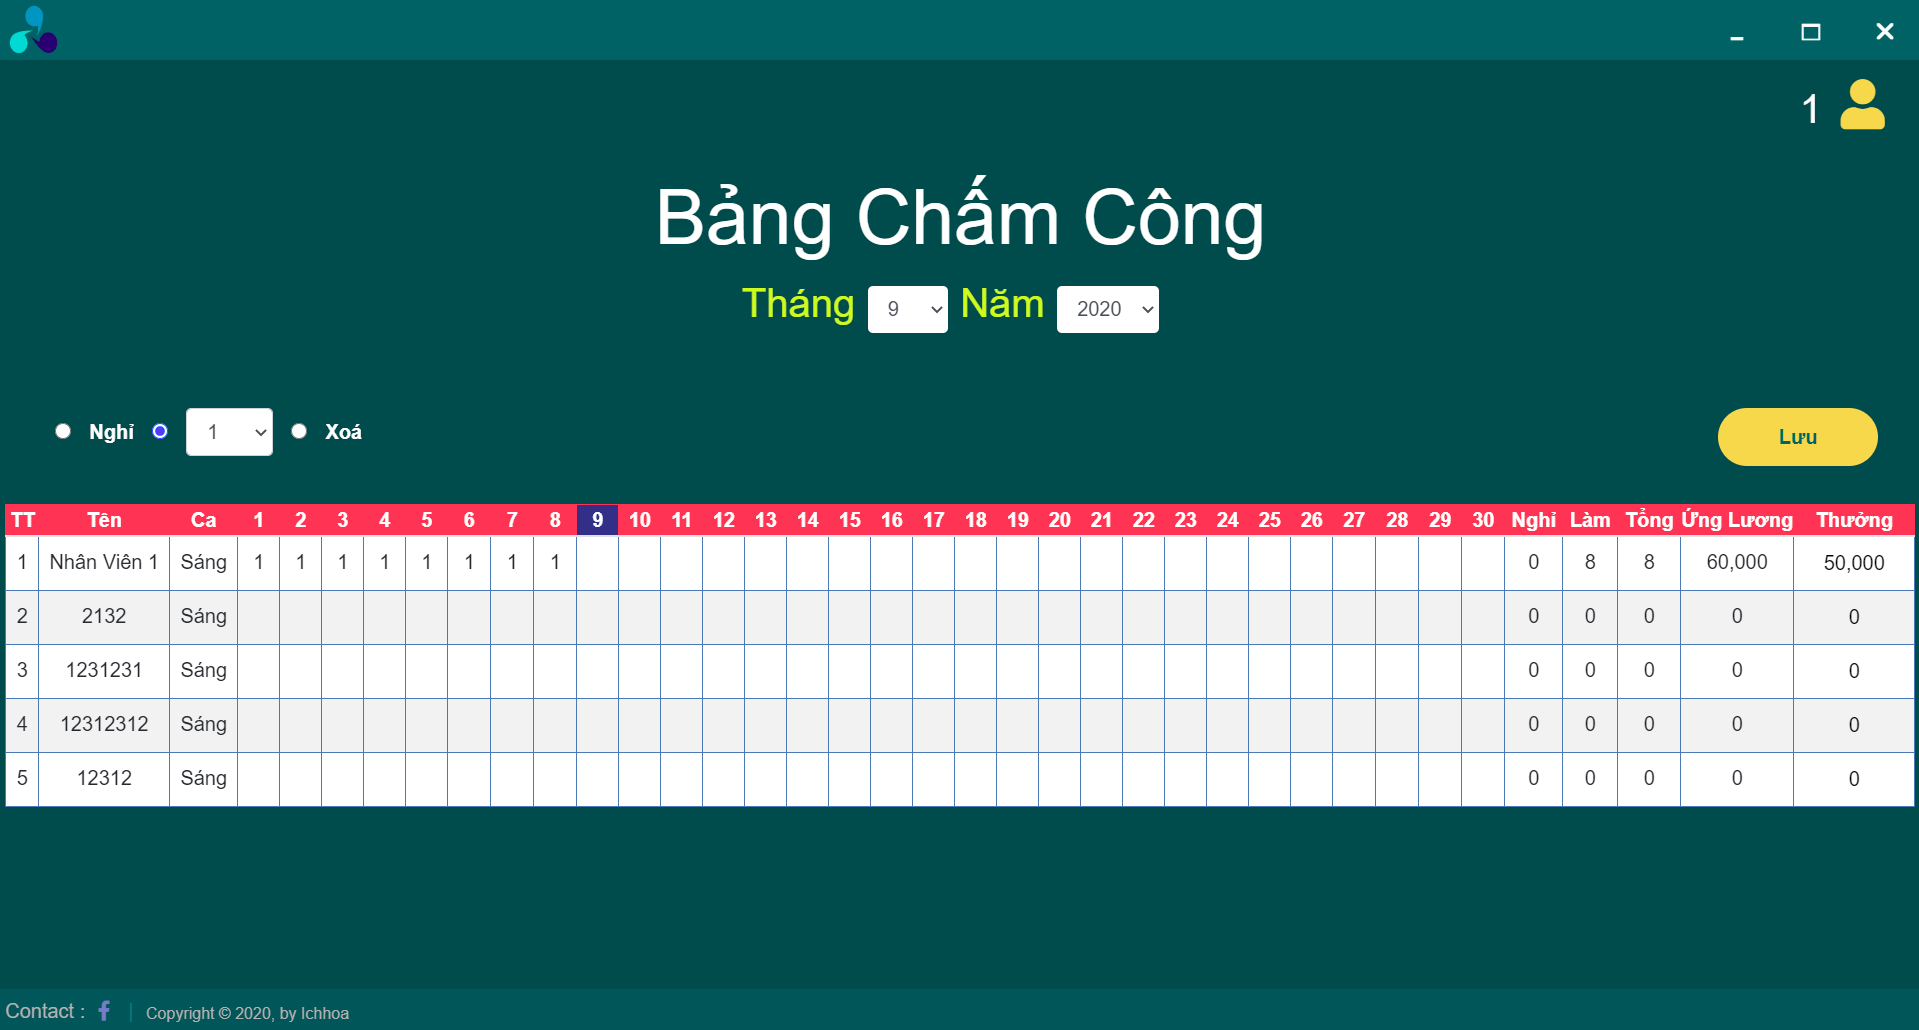 1
Bảng Chấm Công
Tháng 9 Năm 2020
Nghỉ 1 Xoá Lưu
TT Tên Ca 1 2 3 4 5 6 7 8 9 10 11 12 13 14 15 16 17 18 19 20 21 22 23 24 25 26 27 28 29 30 Nghỉ Làm Tổng Ứng Lương Thưởng
1 Nhân Viên 1 Sáng 1 1 1 1 1 1 1 1 0 8 8 60,000 50,000
2 2132 Sáng 0 0 0 0 0
3 1231231 Sáng 0 0 0 0 0
4 12312312 Sáng 0 0 0 0 0
5 12312 Sáng 0 0 0 0 0
Contact : f | Copyright © 2020, by Ichhoa